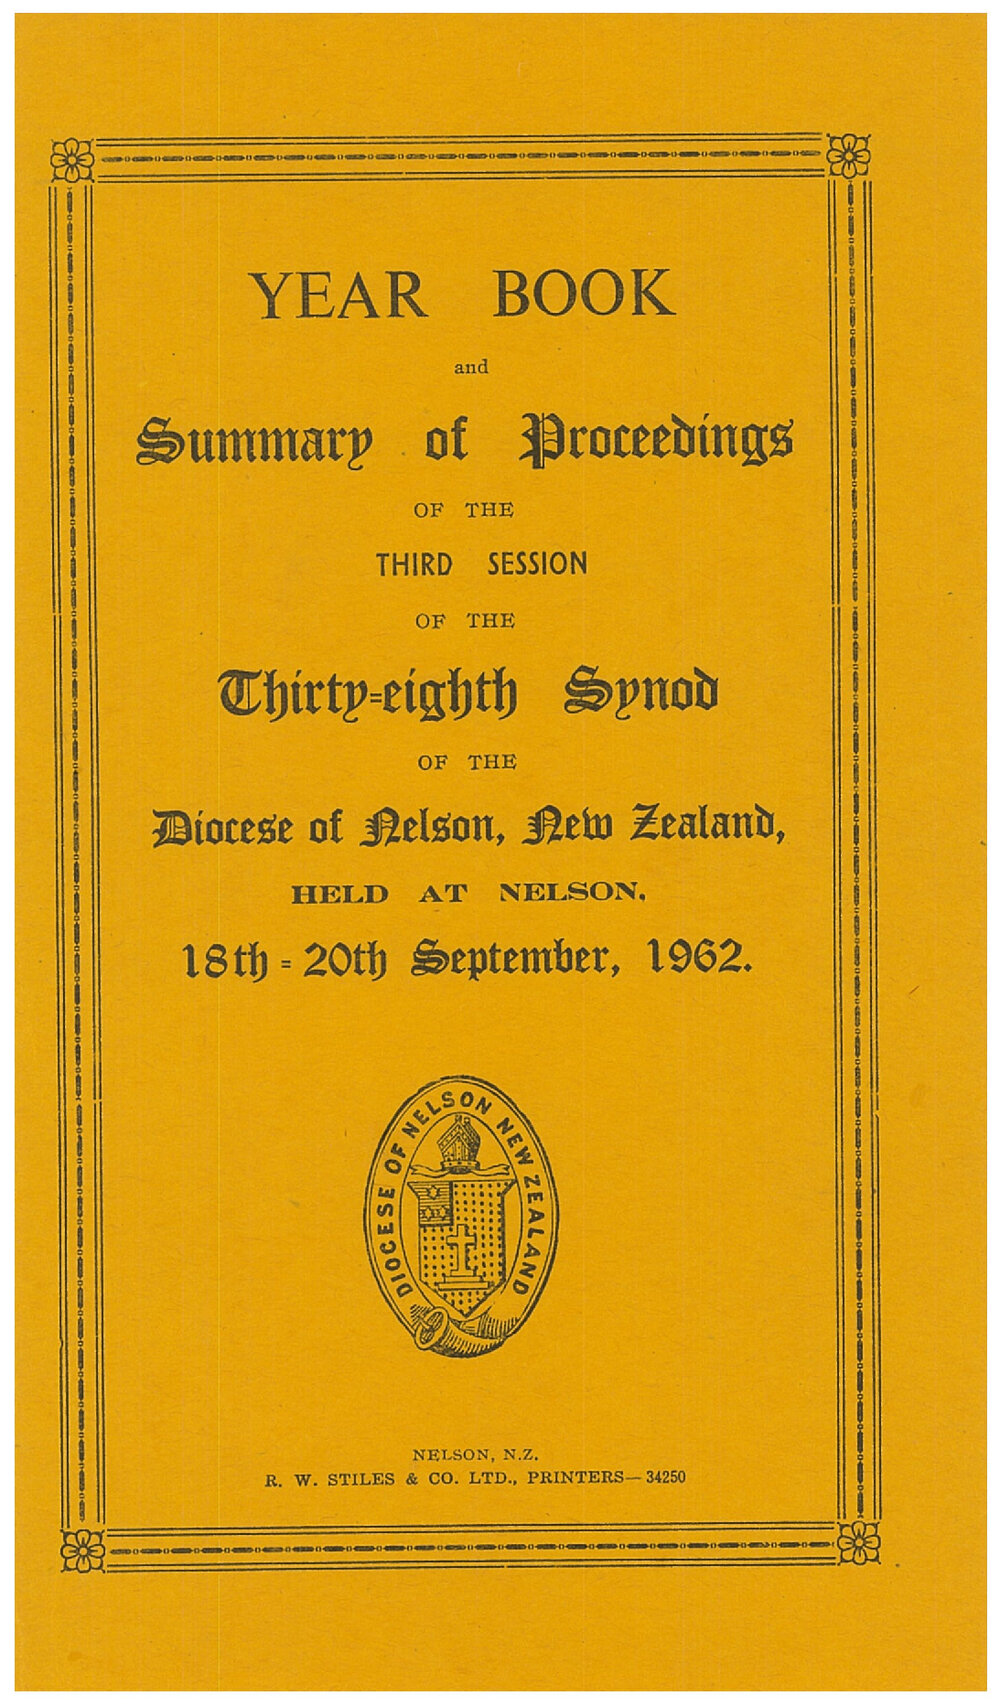 YEAR BOOK
and
Summary of Proceedings
OF THE
THIRD SESSION
OF THE
Thirty-eighth Synod
OF THE
Diocese of Nelson, New Zealand,
HELD AT NELSON,
18th - 20th September, 1962.
DIOCESE OF NELSON NEW ZEALAND
NELSON, N.Z.
R. W. STILES & CO. LTD., PRINTERS—34250